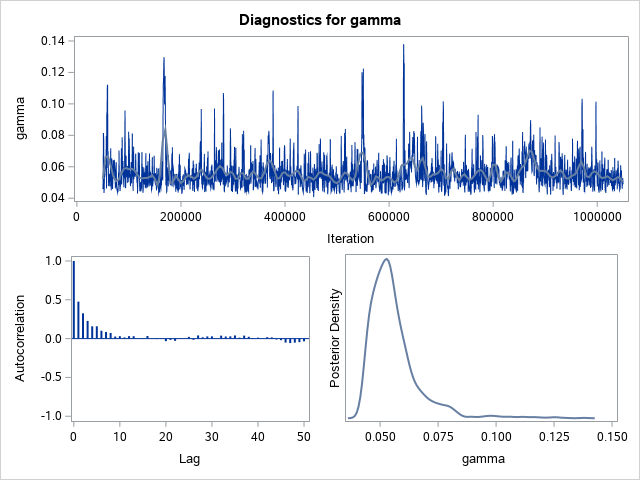 Diagnostics for gamma
0.14
0.12
0.10
0.08
0.06
0.04
gamma
0 200000 400000 600000 800000 1000000
Iteration
1.0
0.5
0.0
-0.5
-1.0
Autocorrelation
0 10 20 30 40 50
Lag
Posterior Density
0.050 0.075 0.100 0.125 0.150
gamma